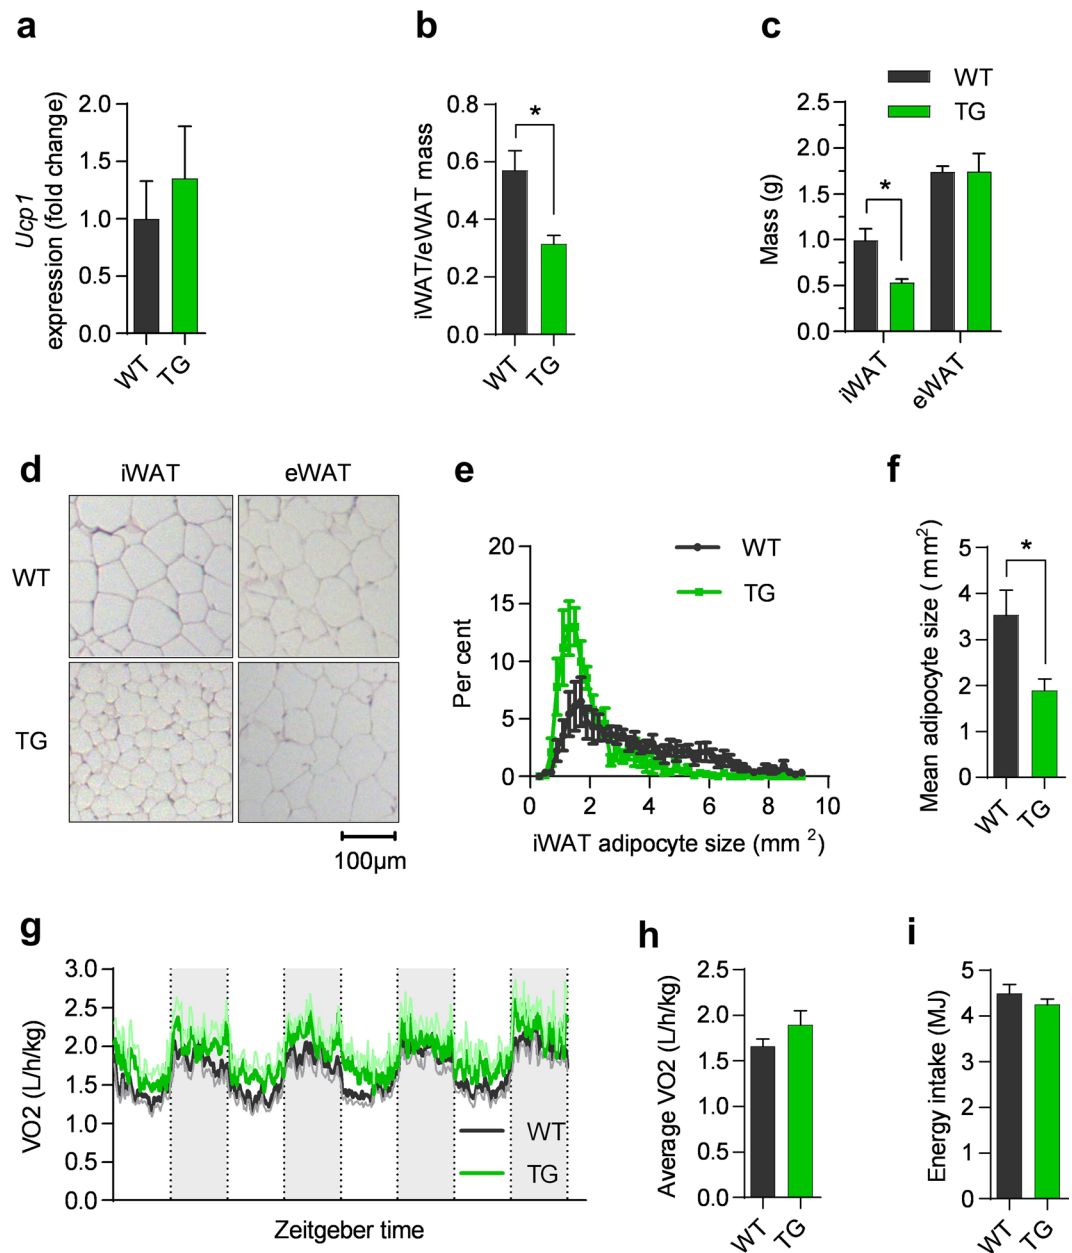 a
2.0
1.5
1.0
0.5
0.0
Ucp1
expression (fold change)
WT
TG
b
0.8
0.6
0.4
0.2
0.0
iWAT/eWAT mass
*
WT
TG
c
WT
TG
2.5
2.0
1.5
1.0
0.5
0.0
Mass (g)
*
iWAT
eWAT
d
iWAT
eWAT
WT
TG
100µm
e
WT
TG
20
15
10
5
0
Per cent
0 2 4 6 8 10
iWAT adipocyte size (mm 2)
f
5
4
3
2
1
0
Mean adipocyte size ( mm2)
*
WT
TG
g
3.0
2.5
2.0
1.5
1.0
0.5
0.0
VO2 (L/h/kg)
WT
TG
Zeitgeber time
h
2.5
2.0
1.5
1.0
0.5
0.0
Average VO2 (L/h/kg)
WT
TG
i
5
4
3
2
1
0
Energy intake (MJ)
WT
TG